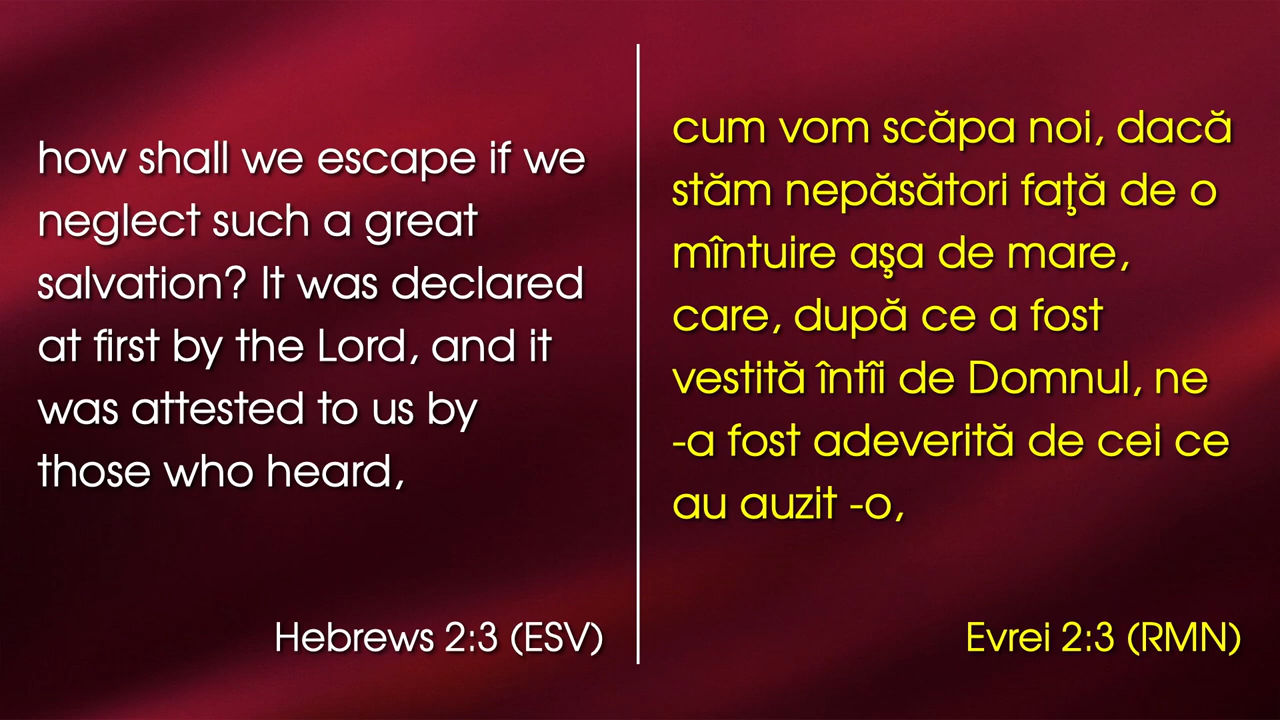 how shall we escape if we
neglect such a great
salvation? It was declared
at first by the Lord, and it
was attested to us by
those who heard,
Hebrews 2:3 (ESV)
cum vom scăpa noi, dacă
stăm nepăsători faţă de o
mîntuire aşa de mare,
care, după ce a fost
vestită întîi de Domnul, ne
-a fost adeverită de cei ce
au auzit -o,
Evrei 2:3 (RMN)